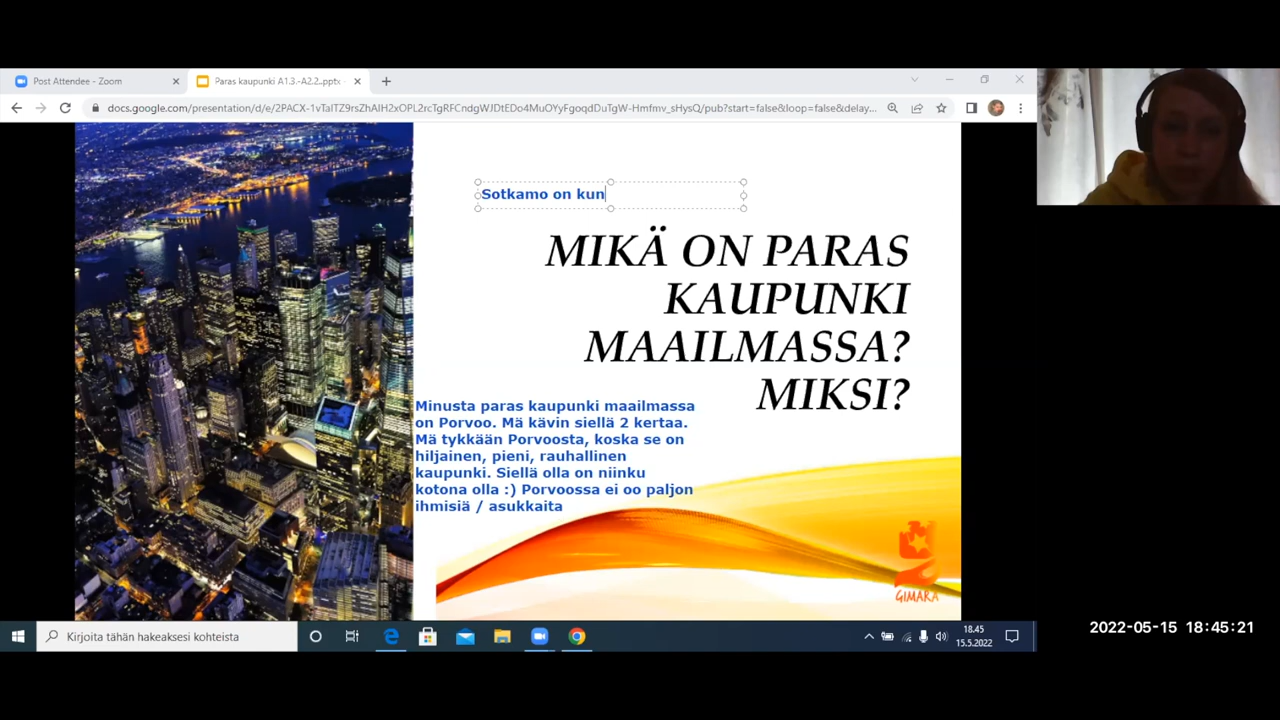 Post Attendee - Zoom
Paras kaupunki A1.3.-A2.2..pptx -
docs.google.com/presentation/d/e/2PACX-1vTaITZ9rsZhAIH2xOPL2rcTgRFCndgWJDtEDo4MuOYyFgoqdDuTgW-Hmfmv_sHysQ/pub?start=false&loop=false&delay...
Sotkamo on kun
MIKÄ ON PARAS
KAUPUNKI
MAAILMASSA?
MIKSI?
Minusta paras kaupunki maailmassa
on Porvoo. Mä kävin siellä 2 kertaa.
Mä tykkään Porvoosta, koska se on
hiljainen, pieni, rauhallinen
kaupunki. Siellä olla on niinku
kotona olla :) Porvoossa ei oo paljon
ihmisiä / asukkaita
GIMARA
Kirjoita tähän hakeaksesi kohteista
18.45
15.5.2022
2022-05-15 18:45:21